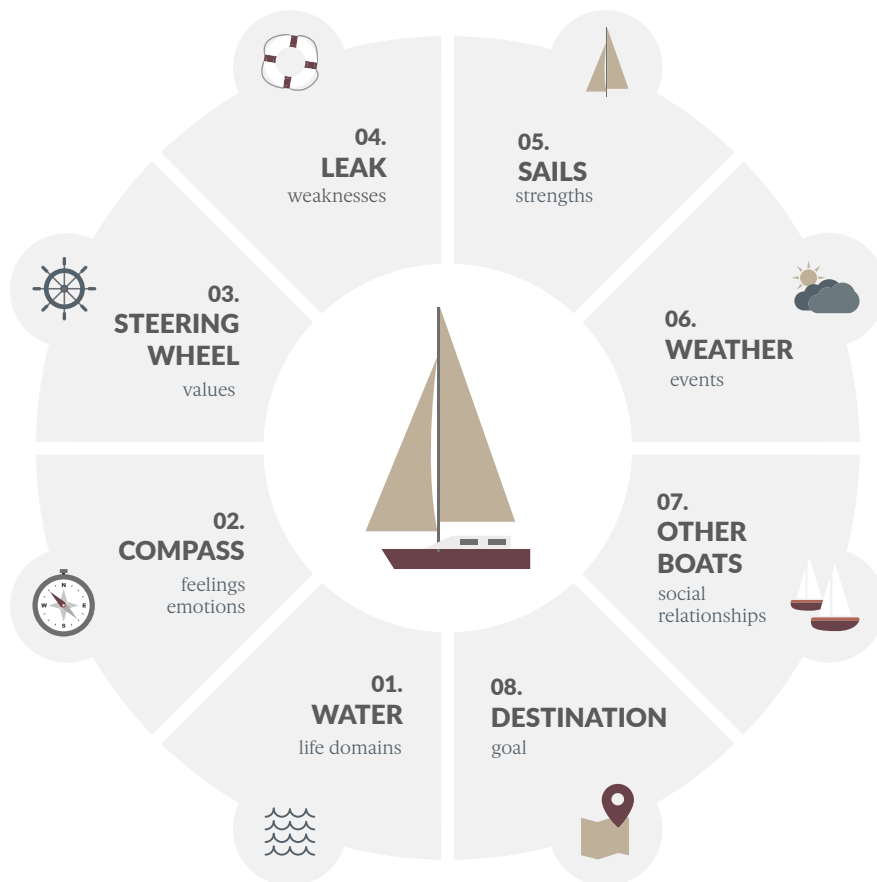 01.
WATER
life domains
02.
COMPASS
feelings
emotions
N
W
E
S
03.
STEERING
WHEEL
values
04.
LEAK
weaknesses
05.
SAILS
strengths
06.
WEATHER
events
07.
OTHER
BOATS
social
relationships
08.
DESTINATION
goal